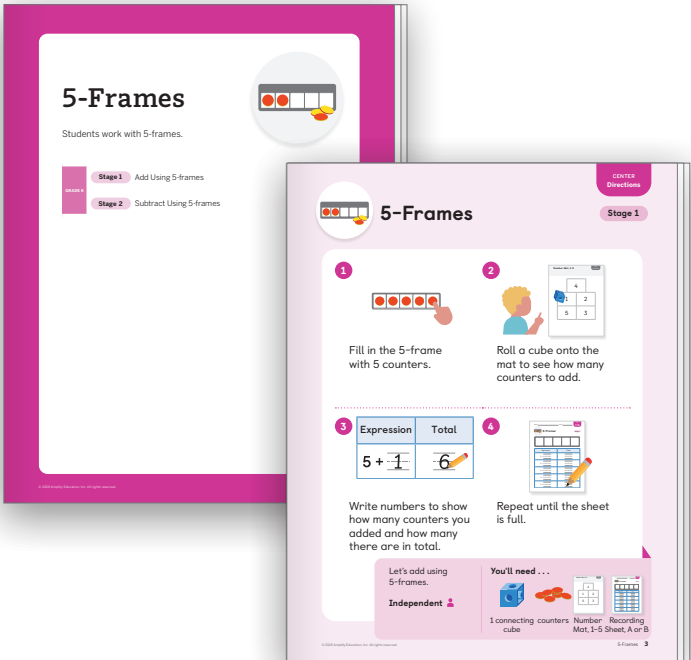 5-Frames
Students work with 5-frames.
GRADE K
Stage 1 Add Using 5-frames
Stage 2 Subtract Using 5-frames
CENTER
Directions
5-Frames
Stage 1
1
2
4
1 2
5 3
Fill in the 5-frame
with 5 counters.
Roll a cube onto the
mat to see how many
counters to add.
3
Expression Total
5 + 1 6
4
Write numbers to show
how many counters you
added and how many
there are in total.
Repeat until the sheet
is full.
Let's add using
5-frames.
Independent
You'll need . . .
1 connecting
cube
counters
Number
Mat, 1–5
Recording
Sheet, A or B
5-Frames 3